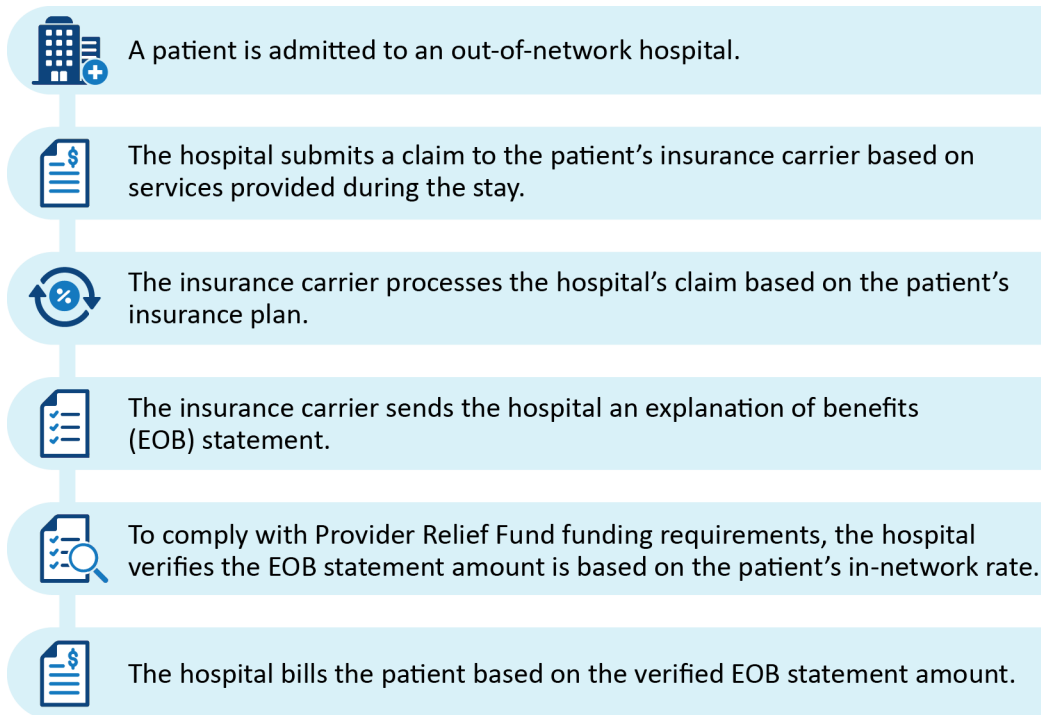 A patient is admitted to an out-of-network hospital.
The hospital submits a claim to the patient’s insurance carrier based on
services provided during the stay.
The insurance carrier processes the hospital’s claim based on the patient’s
insurance plan.
The insurance carrier sends the hospital an explanation of benefits
(EOB) statement.
To comply with Provider Relief Fund funding requirements, the hospital
verifies the EOB statement amount is based on the patient’s in-network rate.
The hospital bills the patient based on the verified EOB statement amount.